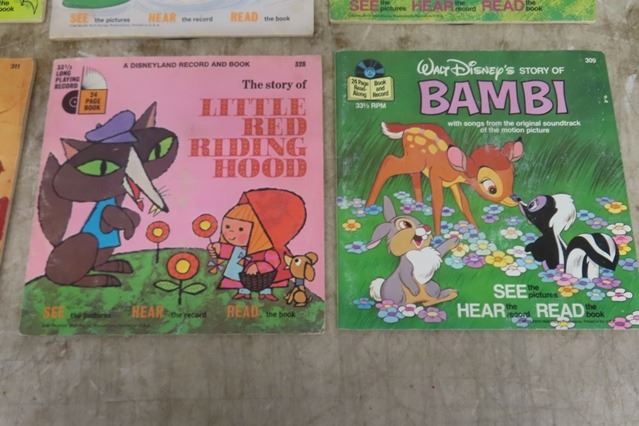 SEE the pictures HEAR the record READ the book
SEE the pictures HEAR the record READ the book
311
33⅓
LONG
PLAYING
RECORD
24
PAGE
BOOK
A DISNEYLAND RECORD AND BOOK 328
The story of
LITTLE
RED
RIDING
HOOD
SEE the pictures HEAR the record READ the book
309
24 Page
Read
Along
Book
and
Record
33⅓ RPM
WALT DISNEY'S STORY OF
BAMBI
with songs from the original soundtrack
of the motion picture
SEE the pictures
HEAR the record READ the book